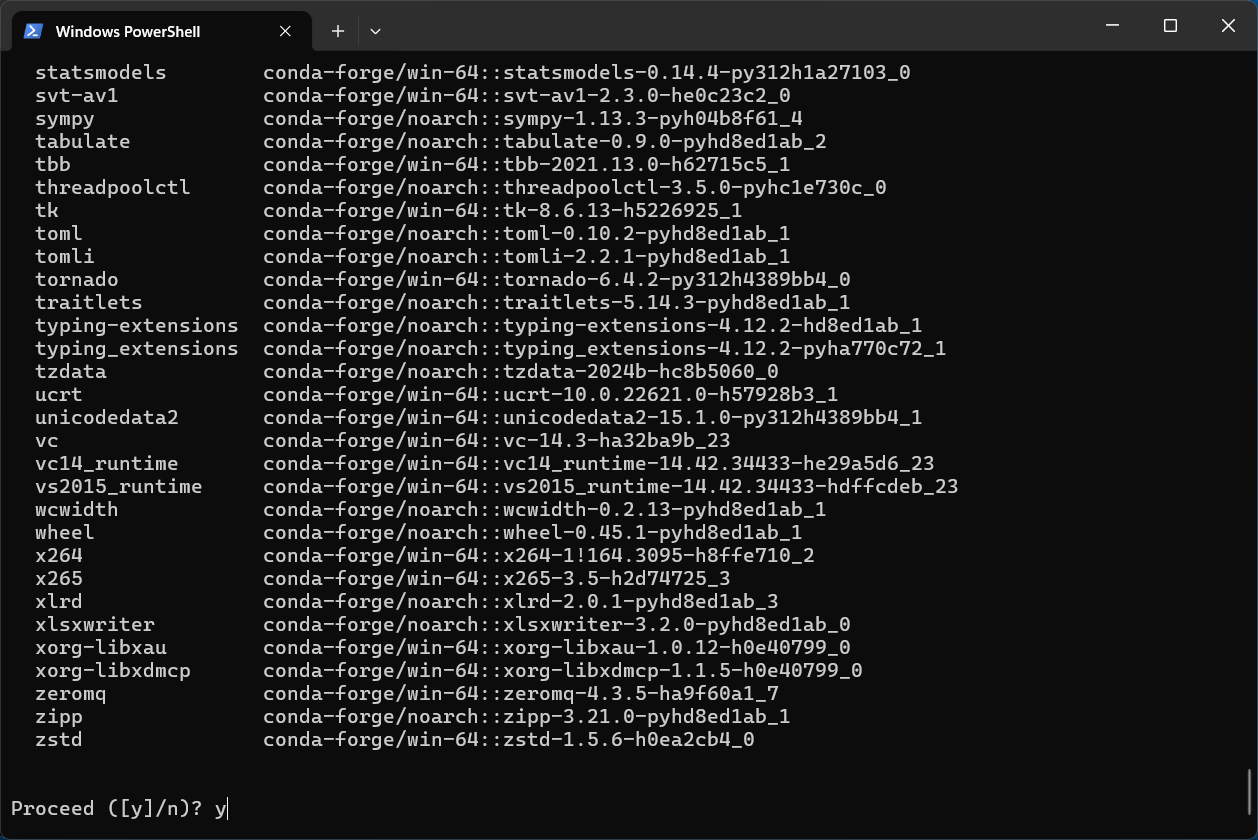 Windows PowerShell
statsmodels conda-forge/win-64::statsmodels-0.14.4-py312h1a27103_0
svt-av1 conda-forge/win-64::svt-av1-2.3.0-he0c23c2_0
sympy conda-forge/noarch::sympy-1.13.3-pyh04b8f61_4
tabulate conda-forge/noarch::tabulate-0.9.0-pyhd8ed1ab_2
tbb conda-forge/win-64::tbb-2021.13.0-h62715c5_1
threadpoolctl conda-forge/noarch::threadpoolctl-3.5.0-pyhc1e730c_0
tk conda-forge/win-64::tk-8.6.13-h5226925_1
toml conda-forge/noarch::toml-0.10.2-pyhd8ed1ab_1
tomli conda-forge/noarch::tomli-2.2.1-pyhd8ed1ab_1
tornado conda-forge/win-64::tornado-6.4.2-py312h4389bb4_0
traitlets conda-forge/noarch::traitlets-5.14.3-pyhd8ed1ab_1
typing-extensions conda-forge/noarch::typing-extensions-4.12.2-hd8ed1ab_1
typing_extensions conda-forge/noarch::typing_extensions-4.12.2-pyha770c72_1
tzdata conda-forge/noarch::tzdata-2024b-hc8b5060_0
ucrt conda-forge/win-64::ucrt-10.0.22621.0-h57928b3_1
unicodedata2 conda-forge/win-64::unicodedata2-15.1.0-py312h4389bb4_1
vc conda-forge/win-64::vc-14.3-ha32ba9b_23
vc14_runtime conda-forge/win-64::vc14_runtime-14.42.34433-he29a5d6_23
vs2015_runtime conda-forge/win-64::vs2015_runtime-14.42.34433-hdffcdeb_23
wcwidth conda-forge/noarch::wcwidth-0.2.13-pyhd8ed1ab_1
wheel conda-forge/noarch::wheel-0.45.1-pyhd8ed1ab_1
x264 conda-forge/win-64::x264-1!164.3095-h8ffe710_2
x265 conda-forge/win-64::x265-3.5-h2d74725_3
xlrd conda-forge/noarch::xlrd-2.0.1-pyhd8ed1ab_3
xlsxwriter conda-forge/noarch::xlsxwriter-3.2.0-pyhd8ed1ab_0
xorg-libxau conda-forge/win-64::xorg-libxau-1.0.12-h0e40799_0
xorg-libxdmcp conda-forge/win-64::xorg-libxdmcp-1.1.5-h0e40799_0
zeromq conda-forge/win-64::zeromq-4.3.5-ha9f60a1_7
zipp conda-forge/noarch::zipp-3.21.0-pyhd8ed1ab_1
zstd conda-forge/win-64::zstd-1.5.6-h0ea2cb4_0
Proceed ([y]/n)? y